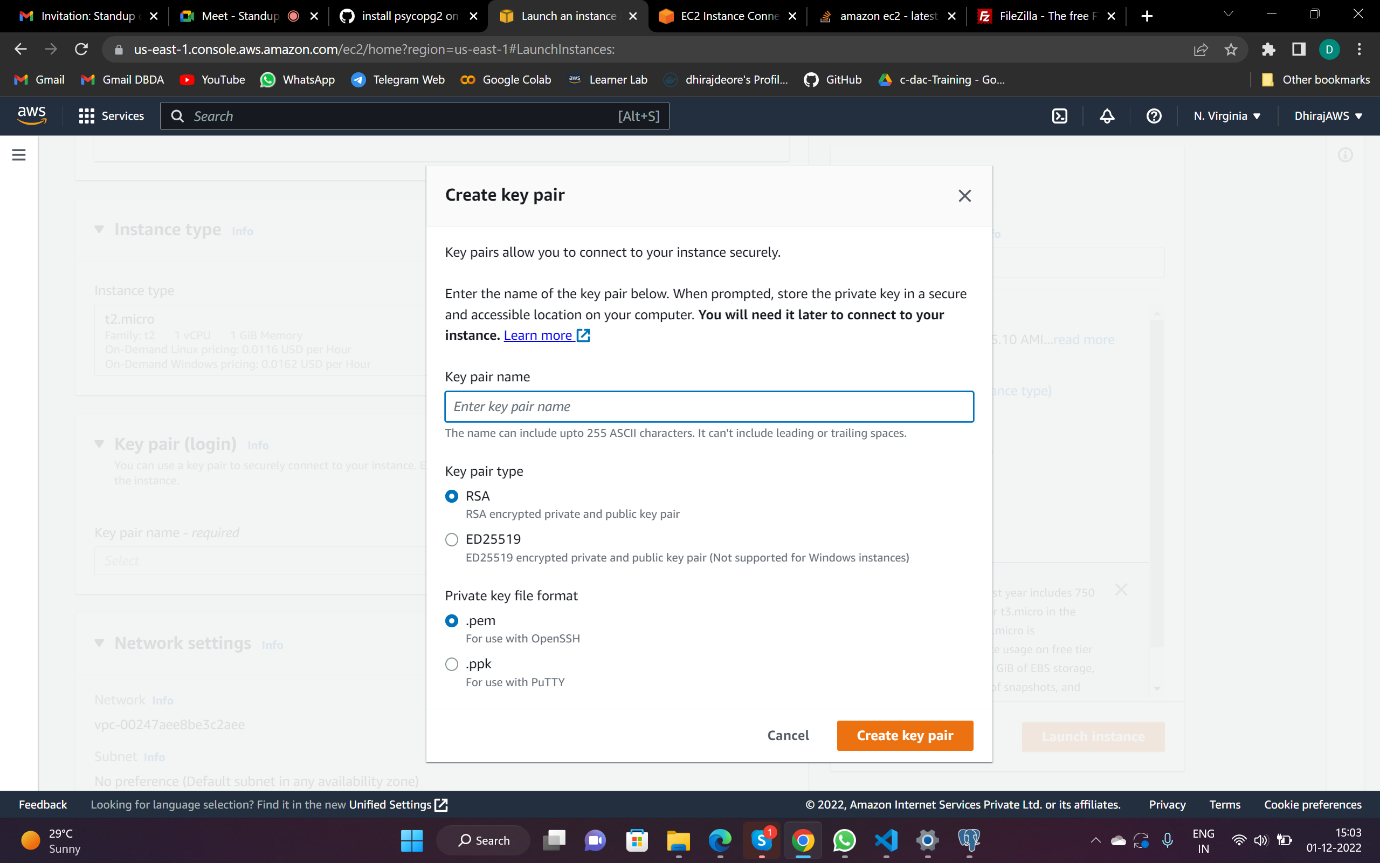 Invitation: Standup
Meet - Standup
install psycopg2 on
Launch an instance
EC2 Instance Conne
amazon ec2 - latest
FileZilla - The free F
us-east-1.console.aws.amazon.com/ec2/home?region=us-east-1#LaunchInstances:
D
Gmail
Gmail DBDA
YouTube
WhatsApp
Telegram Web
Google Colab
Learner Lab
dhirajdeore's Profil...
GitHub
c-dac-Training - Go...
Other bookmarks
aws
Services
Search
[Alt+S]
N. Virginia
DhirajAWS
Instance type Info
Instance type
t2.micro
Family: t2 1 vCPU 1 GiB Memory
On-Demand Linux pricing: 0.0116 USD per Hour
On-Demand Windows pricing: 0.0162 USD per Hour
Key pair (login) Info
You can use a key pair to securely connect to your instance. E
the instance.
Key pair name - required
Select
Network settings Info
Network Info
vpc-00247aee8be3c2aee
Subnet Info
No preference (Default subnet in any availability zone)
Create key pair
Key pairs allow you to connect to your instance securely.
Enter the name of the key pair below. When prompted, store the private key in a secure
and accessible location on your computer. You will need it later to connect to your
instance. Learn more
Key pair name
Enter key pair name
The name can include upto 255 ASCII characters. It can't include leading or trailing spaces.
Key pair type
RSA
RSA encrypted private and public key pair
ED25519
ED25519 encrypted private and public key pair (Not supported for Windows instances)
Private key file format
.pem
For use with OpenSSH
.ppk
For use with PuTTY
Cancel
Create key pair
5.10 AMI...read more
nce type)
st year includes 750
r t3.micro in the
.micro is
e usage on free tier
GiB of EBS storage,
of snapshots, and
Launch instance
Feedback
Looking for language selection? Find it in the new Unified Settings
© 2022, Amazon Internet Services Private Ltd. or its affiliates.
Privacy
Terms
Cookie preferences
29°C
Sunny
Search
1
ENG
IN
15:03
01-12-2022